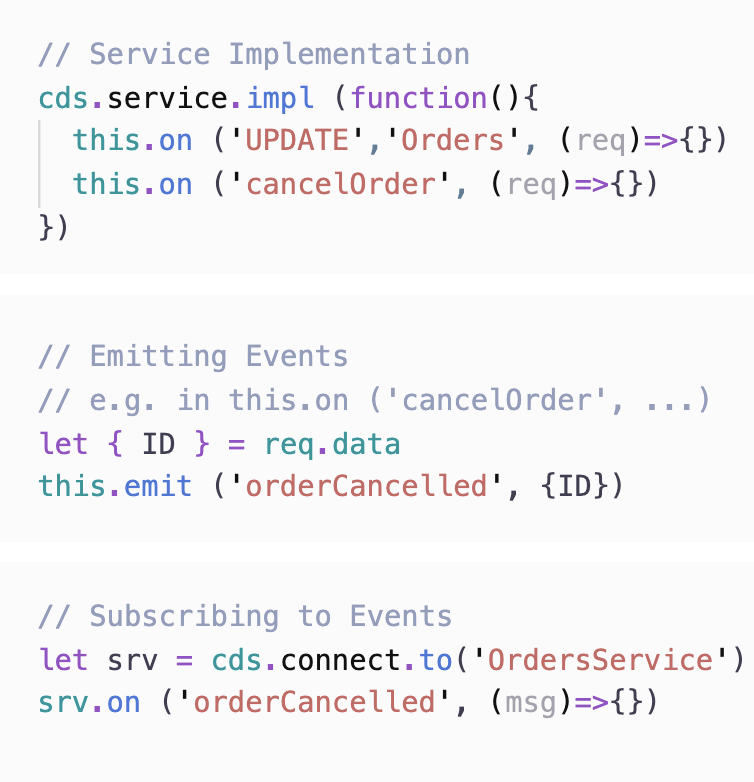 // Service Implementation
cds.service.impl (function(){
this.on ('UPDATE','Orders', (req)=>{})
this.on ('cancelOrder', (req)=>{})
})
// Emitting Events
// e.g. in this.on ('cancelOrder', ...)
let { ID } = req.data
this.emit ('orderCancelled', {ID})
// Subscribing to Events
let srv = cds.connect.to('OrdersService')
srv.on ('orderCancelled', (msg)=>{})